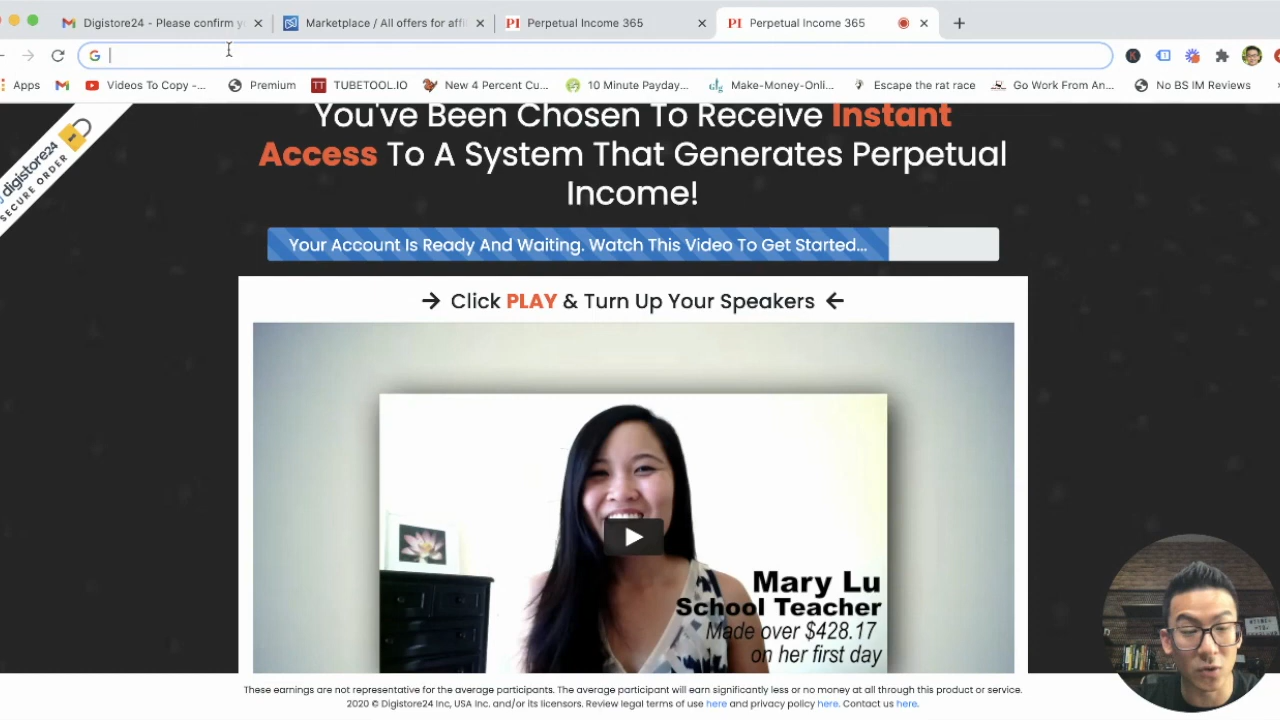 Digistore24 - Please confirm yo
Marketplace / All offers for affil
PI Perpetual Income 365
PI Perpetual Income 365
G
K
Apps
Videos To Copy -...
Premium
TT TUBETOOL.IO
New 4 Percent Cu...
10 Minute Payday...
Make-Money-Onli...
Escape the rat race
Go Work From An...
No BS IM Reviews
digistore24
SECURE ORDER
You've Been Chosen To Receive Instant
Access To A System That Generates Perpetual
Income!
Your Account Is Ready And Waiting. Watch This Video To Get Started...
→ Click PLAY & Turn Up Your Speakers ←
Mary Lu
School Teacher
Made over $428.17
on her first day
These earnings are not representative for the average participants. The average participant will earn significantly less or no money at all through this product or service.
2020 © Digistore24 Inc, USA Inc. and/or its licensors. Review legal terms of use here and privacy policy here. Contact us here.